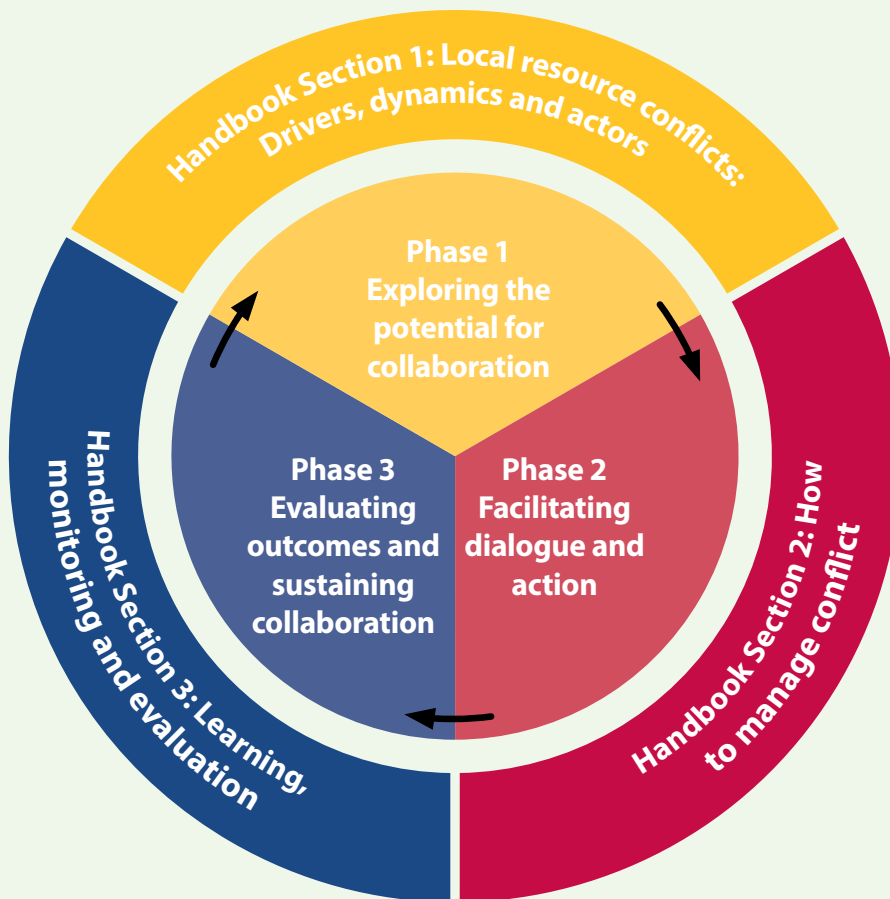 Handbook Section 1: Local resource conflicts:
Drivers, dynamics and actors
Phase 1
Exploring the
potential for
collaboration
Phase 2
Facilitating
dialogue and
action
Phase 3
Evaluating
outcomes and
sustaining
collaboration
Handbook Section 2: How
to manage conflict
Handbook Section 3: Learning,
monitoring and evaluation